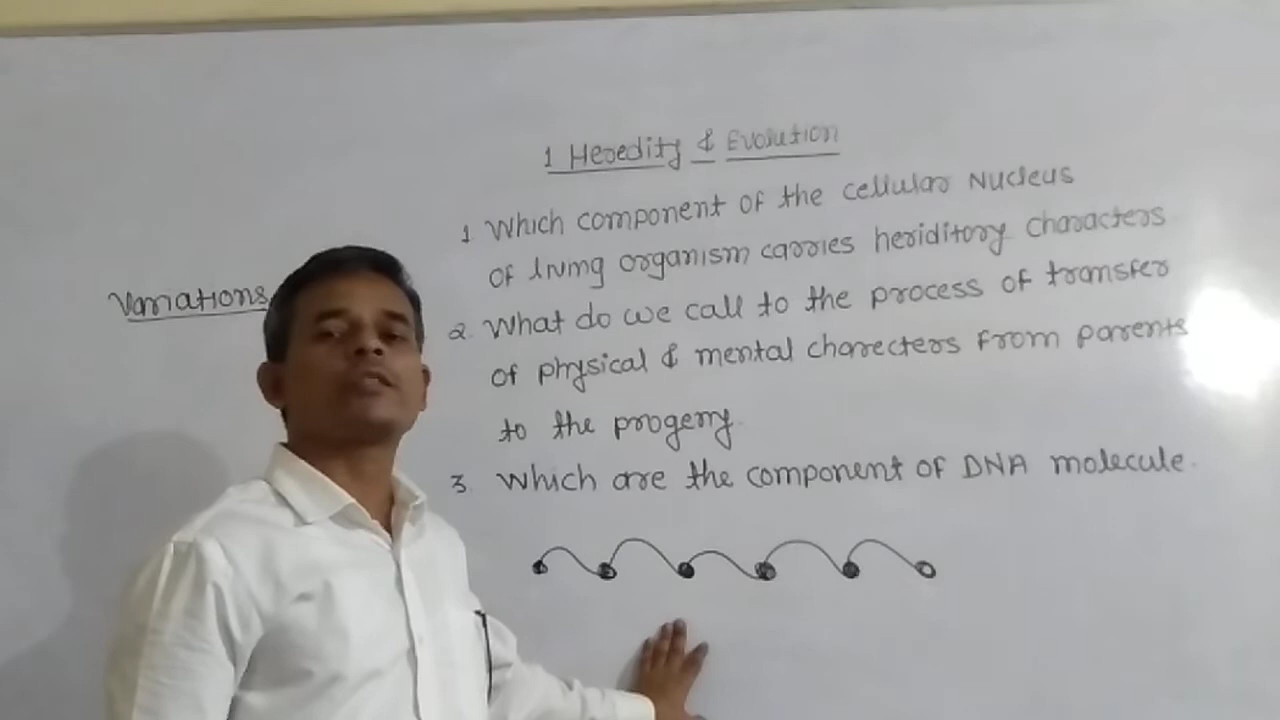 1 Heredity & Evolution
1 Which component of the cellular Nucleus
of living organism carries heriditory characters
Variations
2. What do we call to the process of transfer
of physical & mental charecters from parents
to the progeny.
3. Which are the component of DNA molecule.